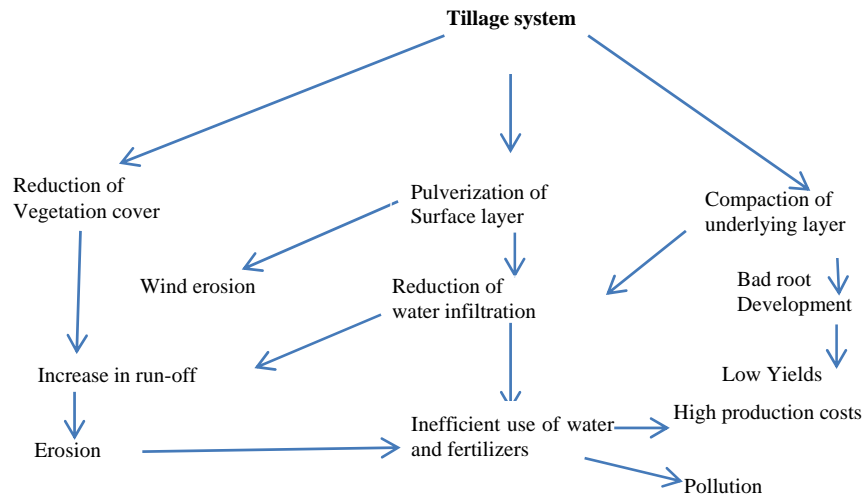 Tillage system
Reduction of
Vegetation cover
Pulverization of
Surface layer
Compaction of
underlying layer
Wind erosion
Reduction of
water infiltration
Bad root
Development
Increase in run-off
Low Yields
High production costs
Inefficient use of water
and fertilizers
Erosion
Pollution